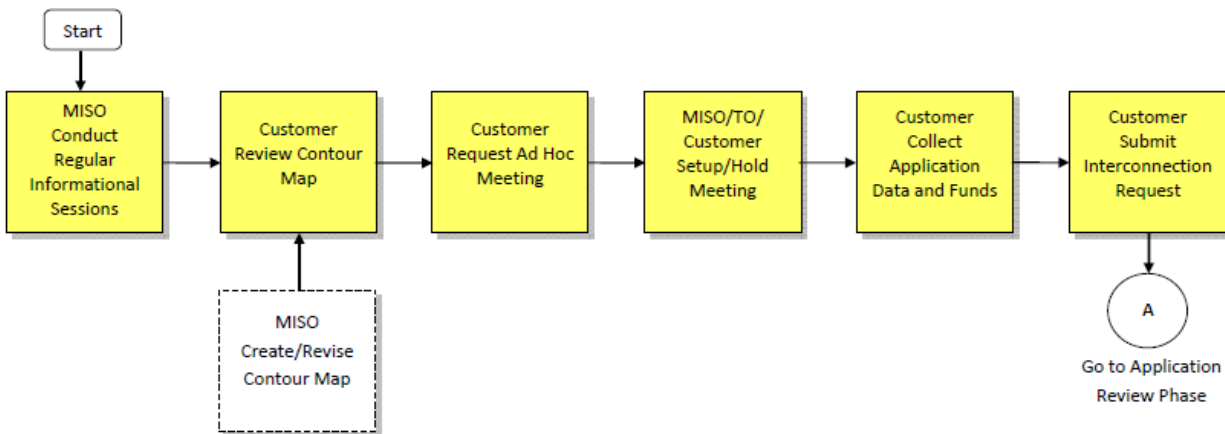 Start
MISO
Conduct
Regular
Informational
Sessions
Customer
Review Contour
Map
Customer
Request Ad Hoc
Meeting
MISO/TO/
Customer
Setup/Hold
Meeting
Customer
Collect
Application
Data and Funds
Customer
Submit
Interconnection
Request
MISO
Create/Revise
Contour Map
A
Go to Application
Review Phase